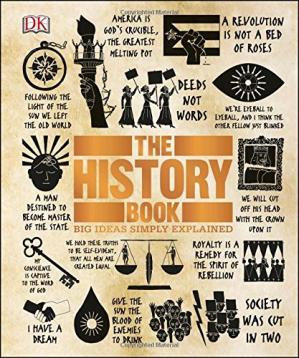 DK
AMERICA IS
GOD'S CRUCIBLE,
THE GREATEST
MELTING POT
A REVOLUTION
IS NOT A BED
OF ROSES
FOLLOWING THE
LIGHT OF THE
SUN WE LEFT
THE OLD WORLD
DEEDS
NOT
WORDS
WE'RE EYEBALL TO
EYEBALL, AND I THINK THE
OTHER FELLOW JUST BLINKED
THE
HISTORY
BOOK
BIG IDEAS SIMPLY EXPLAINED
A MAN
DESTINED TO
BECOME MASTER
OF THE STATE
WE WILL
CUT OFF HIS
HEAD WITH
THE CROWN
UPON IT
MY
CONSCIENCE
IS CAPTIVE
TO THE WORD
OF GOD
WE HOLD THESE TRUTHS
TO BE SELF-EVIDENT,
THAT ALL MEN ARE
CREATED EQUAL
ROYALTY IS A
REMEDY FOR
THE SPIRIT OF
REBELLION
I HAVE A
DREAM
GIVE THE
SUN THE
BLOOD OF
ENEMIES
TO DRINK
SOCIETY
WAS CUT
IN TWO